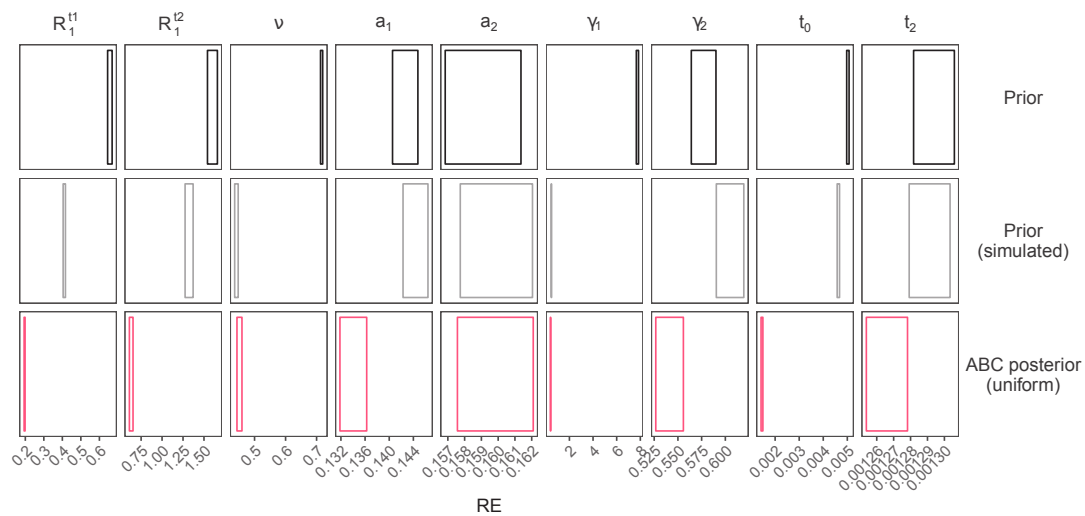 R₁ᵗ¹ R₁ᵗ² ν a₁ a₂ γ₁ γ₂ t₀ t₂
Prior
Prior
(simulated)
ABC posterior
(uniform)
0.2 0.3 0.4 0.5 0.6 0.75 1.00 1.25 1.50 0.5 0.6 0.7 0.132 0.136 0.140 0.144 0.157 0.158 0.159 0.160 0.161 0.162 2 4 6 8 0.525 0.550 0.575 0.600 0.002 0.003 0.004 0.005 0.00126 0.00127 0.00128 0.00129 0.00130
RE